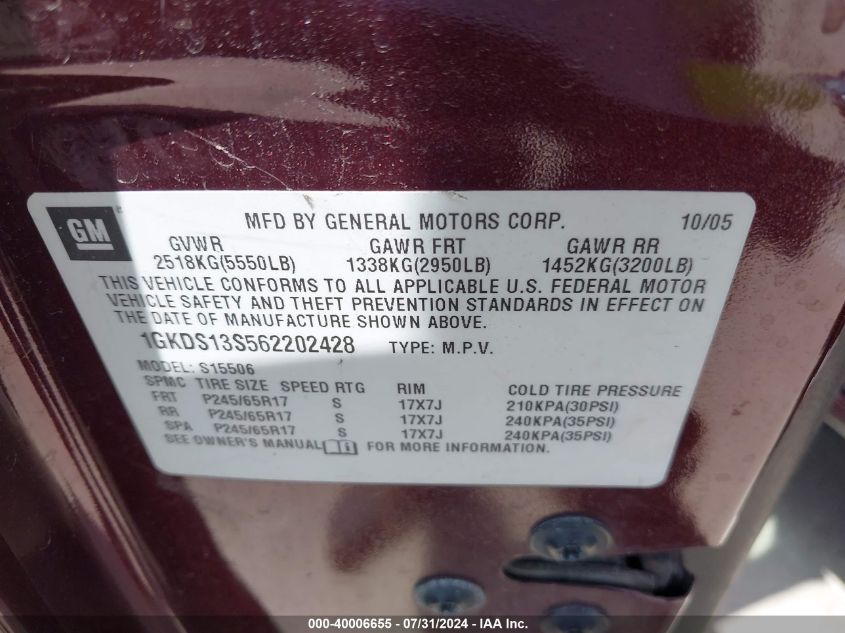 GM
MFD BY GENERAL MOTORS CORP. 10/05
GVWR GAWR FRT GAWR RR
2518KG(5550LB) 1338KG(2950LB) 1452KG(3200LB)
THIS VEHICLE CONFORMS TO ALL APPLICABLE U.S. FEDERAL MOTOR
VEHICLE SAFETY AND THEFT PREVENTION STANDARDS IN EFFECT ON
THE DATE OF MANUFACTURE SHOWN ABOVE.
1GKDS13S562202428 TYPE: M.P.V.
MODEL: S15506
SPMC TIRE SIZE SPEED RTG RIM COLD TIRE PRESSURE
FRT P245/65R17 S 17X7J 210KPA(30PSI)
RR P245/65R17 S 17X7J 240KPA(35PSI)
SPA P245/65R17 S 17X7J 240KPA(35PSI)
SEE OWNER'S MANUAL FOR MORE INFORMATION.
000-40006655 - 07/31/2024 - IAA Inc.